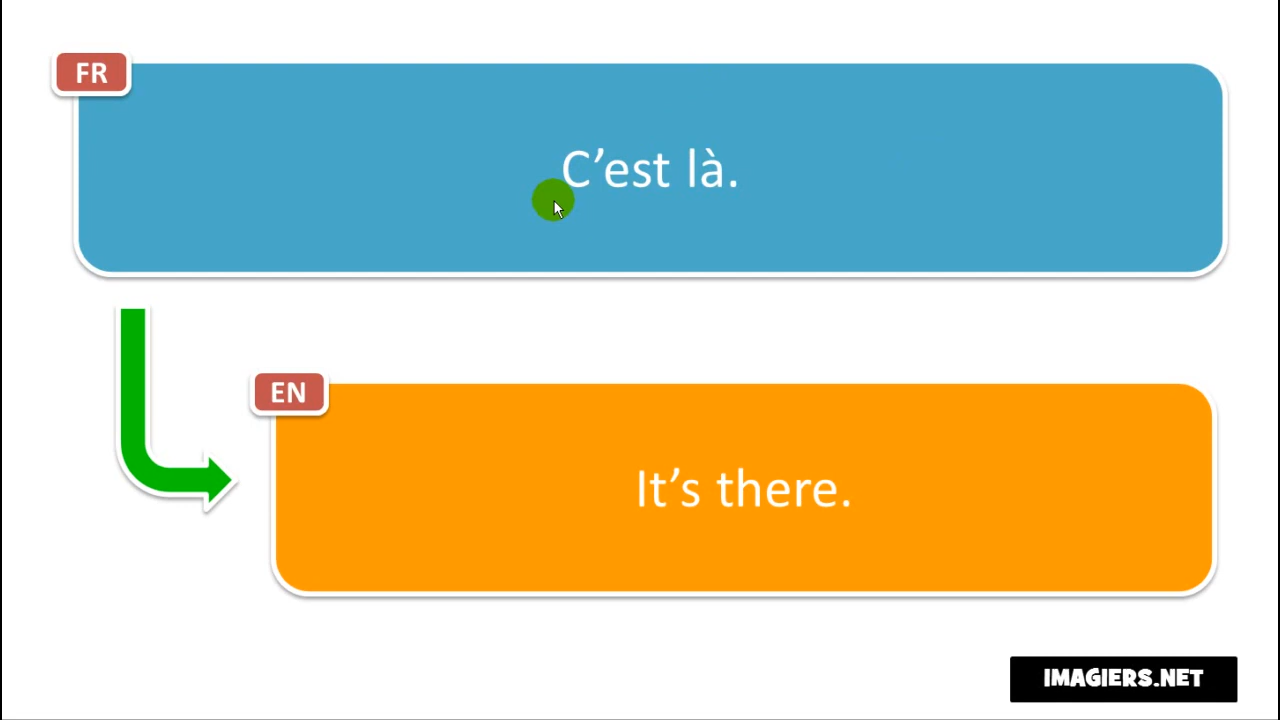 FR
C’est là.
EN
It’s there.
IMAGIERS.NET